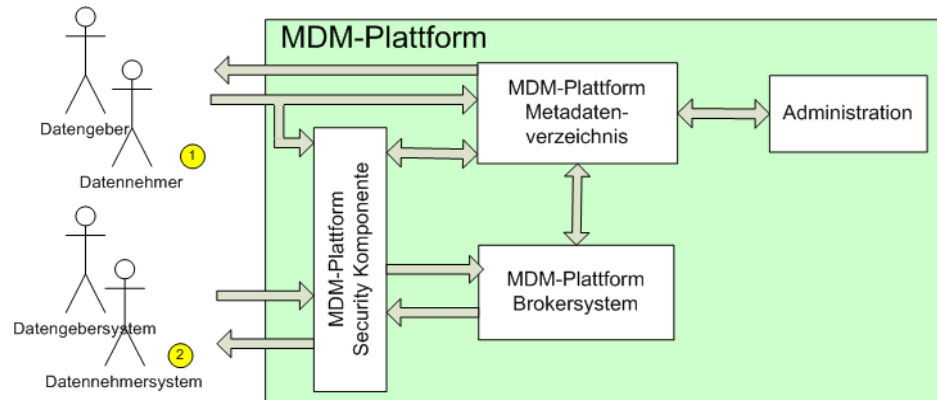 MDM-Plattform
Datengeber
Datennehmer
1
MDM-Plattform
Metadaten-
verzeichnis
Administration
MDM-Plattform
Security Komponente
MDM-Plattform
Brokersystem
Datengebersystem
2
Datennehmersystem